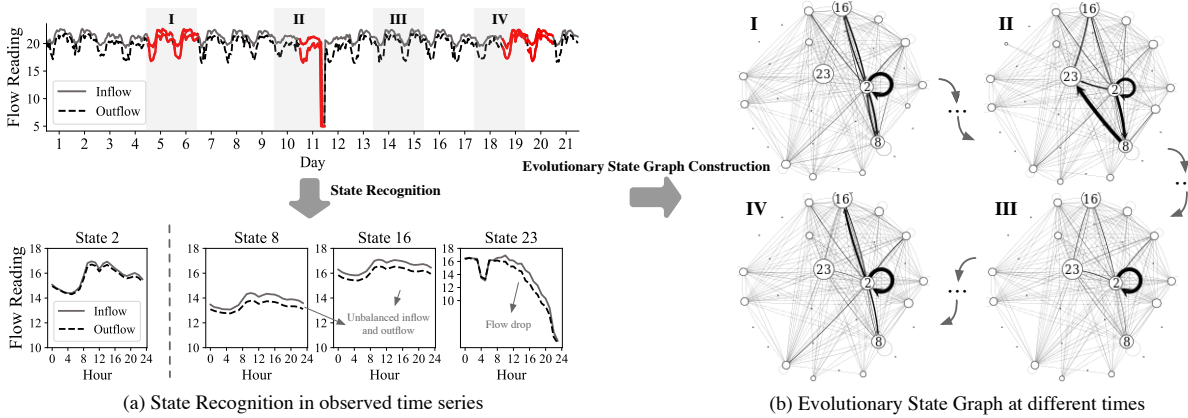 I
II
III
IV
Flow Reading
20
15
10
5
Inflow
Outflow
1 2 3 4 5 6 7 8 9 10 11 12 13 14 15 16 17 18 19 20 21
Day
State Recognition
Evolutionary State Graph Construction
State 2
State 8
State 16
State 23
Flow Reading
18
16
14
12
10
Inflow
Outflow
0 4 8 12 16 20 24
Hour
18
16
14
12
10
0 4 8 12 16 20 24
Hour
18
16
14
12
10
Unbalanced inflow
and outflow
0 4 8 12 16 20 24
Hour
18
16
14
12
10
Flow drop
0 4 8 12 16 20 24
Hour
(a) State Recognition in observed time series
I
16
23
2
8
...
II
16
23
2
8
...
IV
16
23
2
8
...
III
16
23
2
8
(b) Evolutionary State Graph at different times